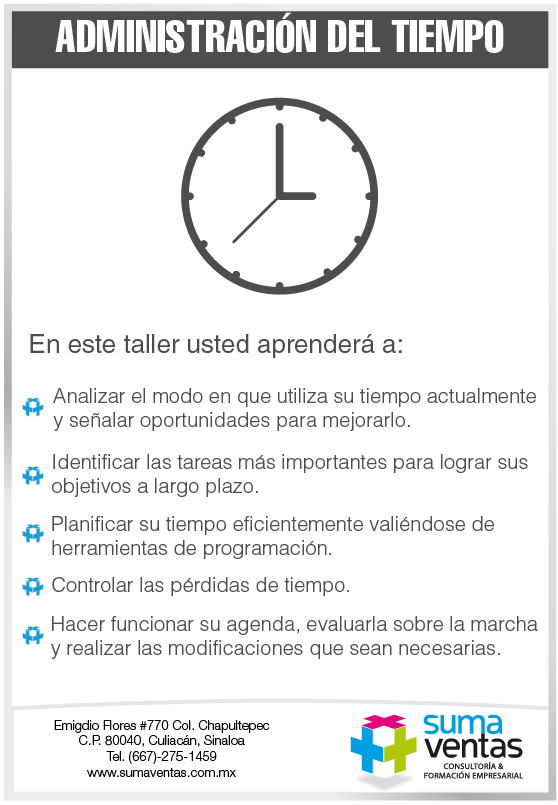 ADMINISTRACIÓN DEL TIEMPO
En este taller usted aprenderá a:
Analizar el modo en que utiliza su tiempo actualmente
y señalar oportunidades para mejorarlo.
Identificar las tareas más importantes para lograr sus
objetivos a largo plazo.
Planificar su tiempo eficientemente valiéndose de
herramientas de programación.
Controlar las pérdidas de tiempo.
Hacer funcionar su agenda, evaluarla sobre la marcha
y realizar las modificaciones que sean necesarias.
Emigdio Flores #770 Col. Chapultepec
C.P. 80040, Culiacán, Sinaloa
Tel. (667)-275-1459
www.sumaventas.com.mx
suma
ventas
CONSULTORÍA &
FORMACIÓN EMPRESARIAL